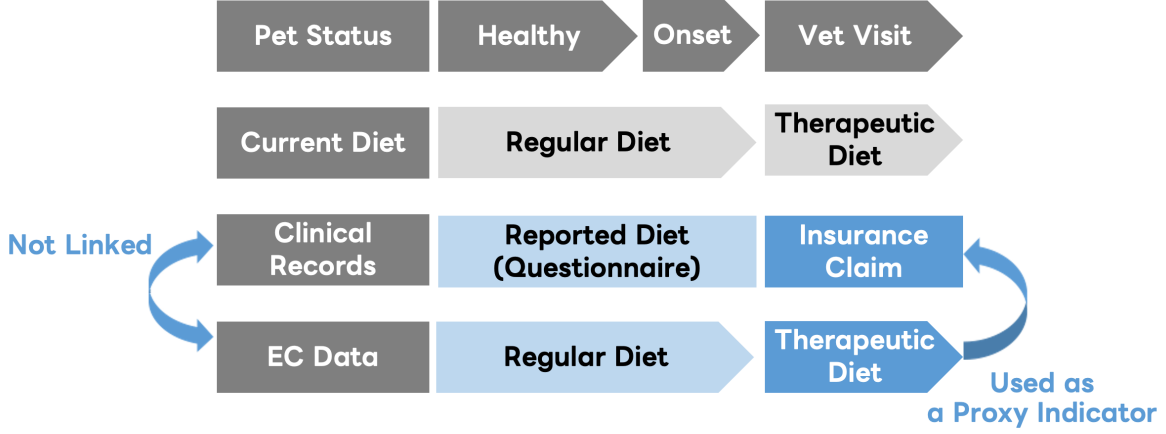 Pet Status
Healthy
Onset
Vet Visit
Current Diet
Regular Diet
Therapeutic
Diet
Not Linked
Clinical
Records
Reported Diet
(Questionnaire)
Insurance
Claim
EC Data
Regular Diet
Therapeutic
Diet
Used as
a Proxy Indicator